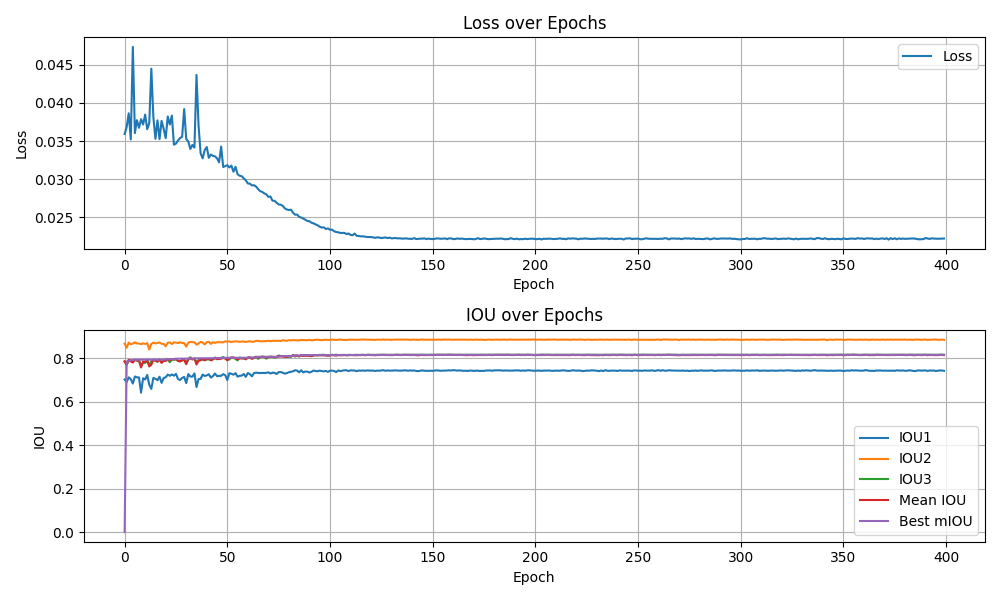 Loss over Epochs
0.045
0.040
0.035
0.030
0.025
Loss
Loss
0 50 100 150 200 250 300 350 400
Epoch
IOU over Epochs
0.8
0.6
0.4
0.2
0.0
IOU
IOU1
IOU2
IOU3
Mean IOU
Best mIOU
0 50 100 150 200 250 300 350 400
Epoch